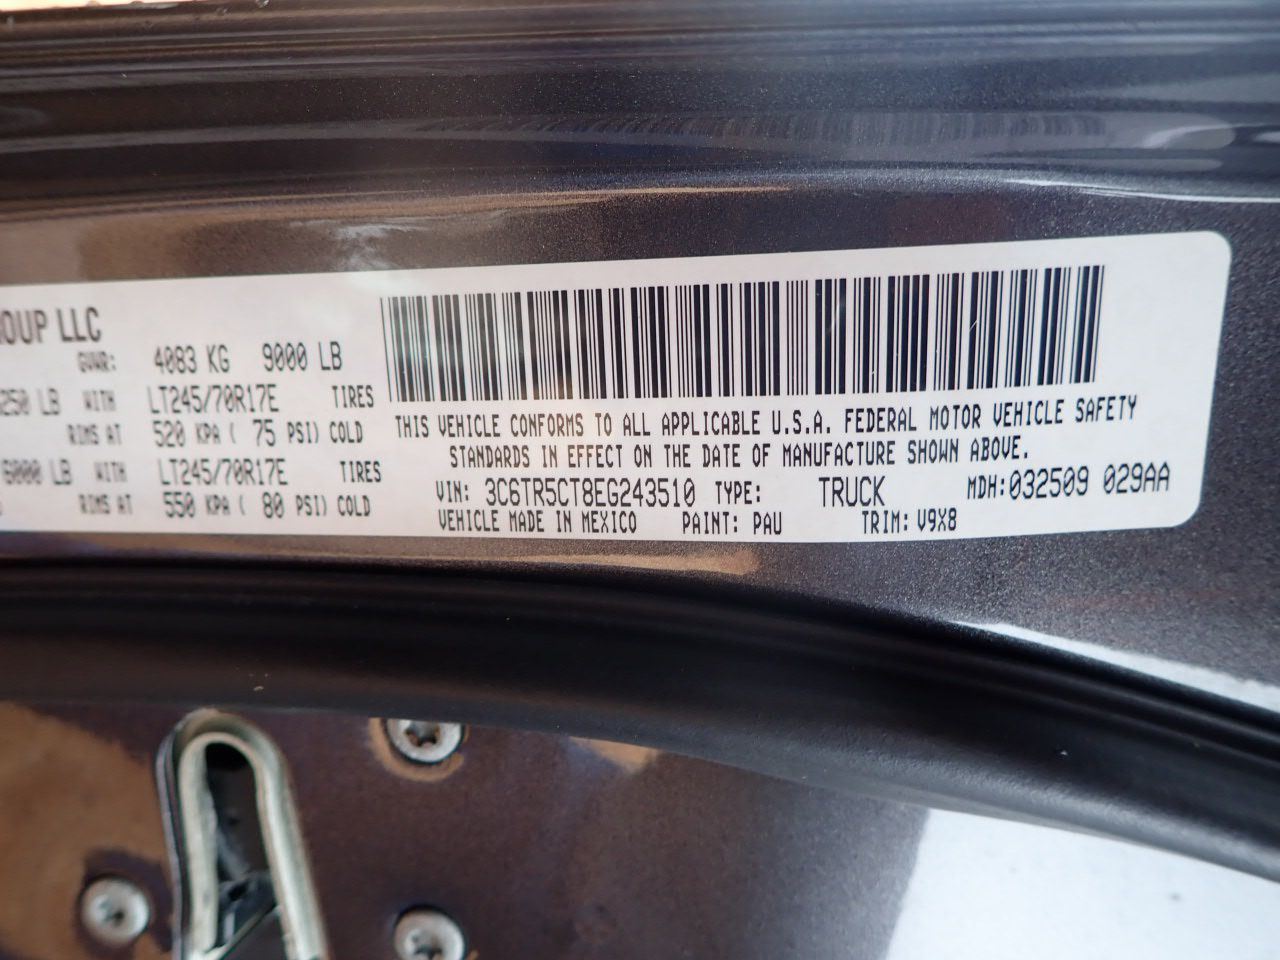 ROUP LLC
GVWR: 4083 KG 9000 LB
250 LB WITH LT245/70R17E TIRES
RIMS AT 520 KPA ( 75 PSI) COLD
6000 LB WITH LT245/70R17E TIRES
RIMS AT 550 KPA ( 80 PSI) COLD
THIS VEHICLE CONFORMS TO ALL APPLICABLE U.S.A. FEDERAL MOTOR VEHICLE SAFETY
STANDARDS IN EFFECT ON THE DATE OF MANUFACTURE SHOWN ABOVE.
VIN: 3C6TR5CT8EG243510 TYPE: TRUCK MDH:032509 029AA
VEHICLE MADE IN MEXICO PAINT: PAU TRIM: V9X8